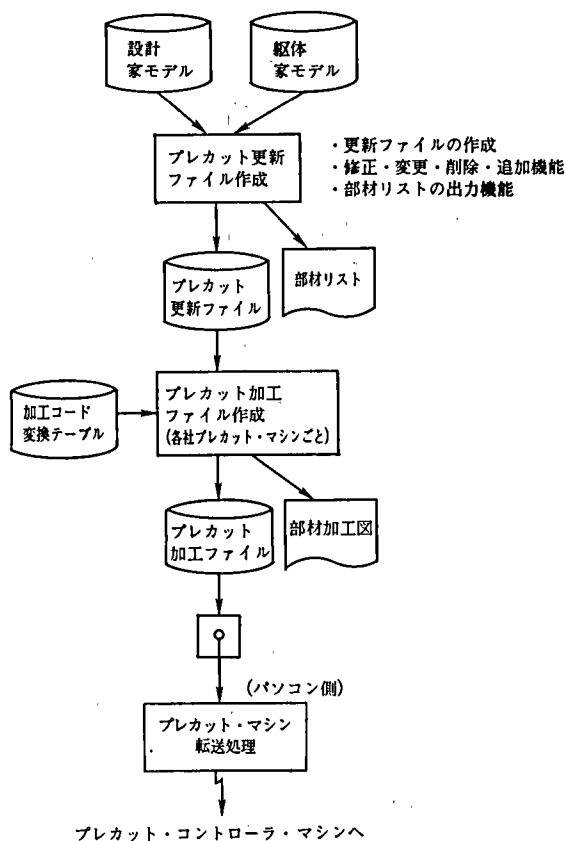 設計
家モデル
躯体
家モデル
プレカット更新
ファイル作成
・更新ファイルの作成
・修正・変更・削除・追加機能
・部材リストの出力機能
プレカット
更新ファイル
部材リスト
加工コード
変換テーブル
プレカット加工
ファイル作成
(各社プレカット・マシンごと)
プレカット
加工ファイル
部材加工図
(パソコン側)
プレカット・マシン
転送処理
プレカット・コントローラ・マシンへ